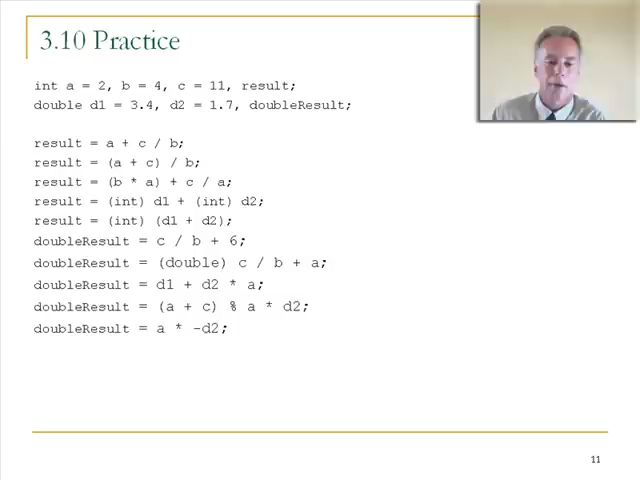 3.10 Practice
int a = 2, b = 4, c = 11, result;
double d1 = 3.4, d2 = 1.7, doubleResult;
result = a + c / b;
result = (a + c) / b;
result = (b * a) + c / a;
result = (int) d1 + (int) d2;
result = (int) (d1 + d2);
doubleResult = c / b + 6;
doubleResult = (double) c / b + a;
doubleResult = d1 + d2 * a;
doubleResult = (a + c) % a * d2;
doubleResult = a * -d2;
11